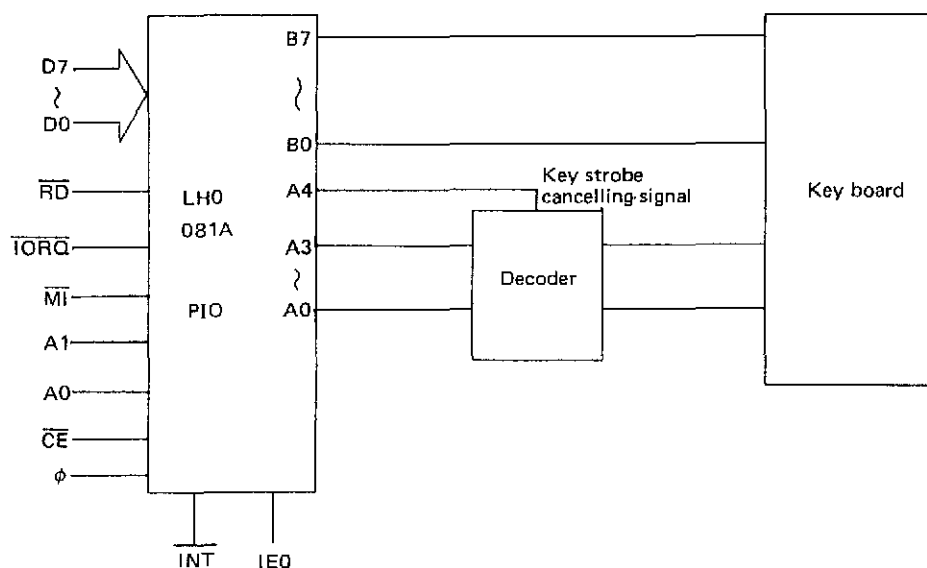 D7
~
D0
RD
IORQ
MI
A1
A0
CE
ϕ
LH0
081A
PIO
B7
~
B0
A4
A3
~
A0
INT
IE0
Key strobe
cancelling signal
Decoder
Key board